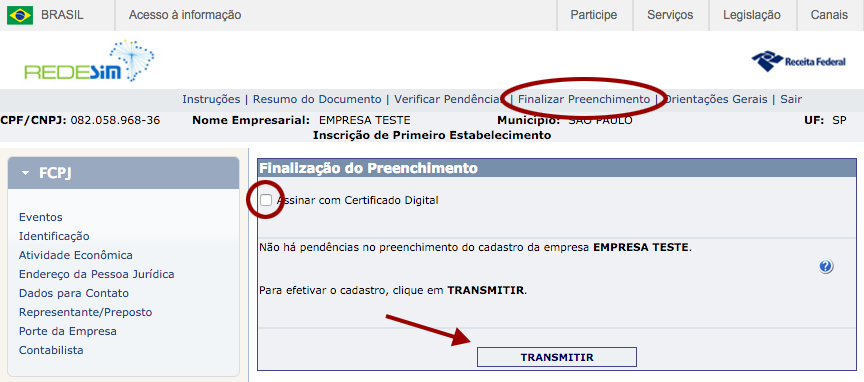 BRASIL Acesso à informação Participe Serviços Legislação Canais
REDESIM Receita Federal
Instruções | Resumo do Documento | Verificar Pendências | Finalizar Preenchimento | Orientações Gerais | Sair
CPF/CNPJ: 082.058.968-36 Nome Empresarial: EMPRESA TESTE Município: SAO PAULO UF: SP
Inscrição de Primeiro Estabelecimento
FCPJ
Eventos
Identificação
Atividade Econômica
Endereço da Pessoa Jurídica
Dados para Contato
Representante/Preposto
Porte da Empresa
Contabilista
Finalização do Preenchimento
Assinar com Certificado Digital
Não há pendências no preenchimento do cadastro da empresa EMPRESA TESTE.
?
Para efetivar o cadastro, clique em TRANSMITIR.
TRANSMITIR